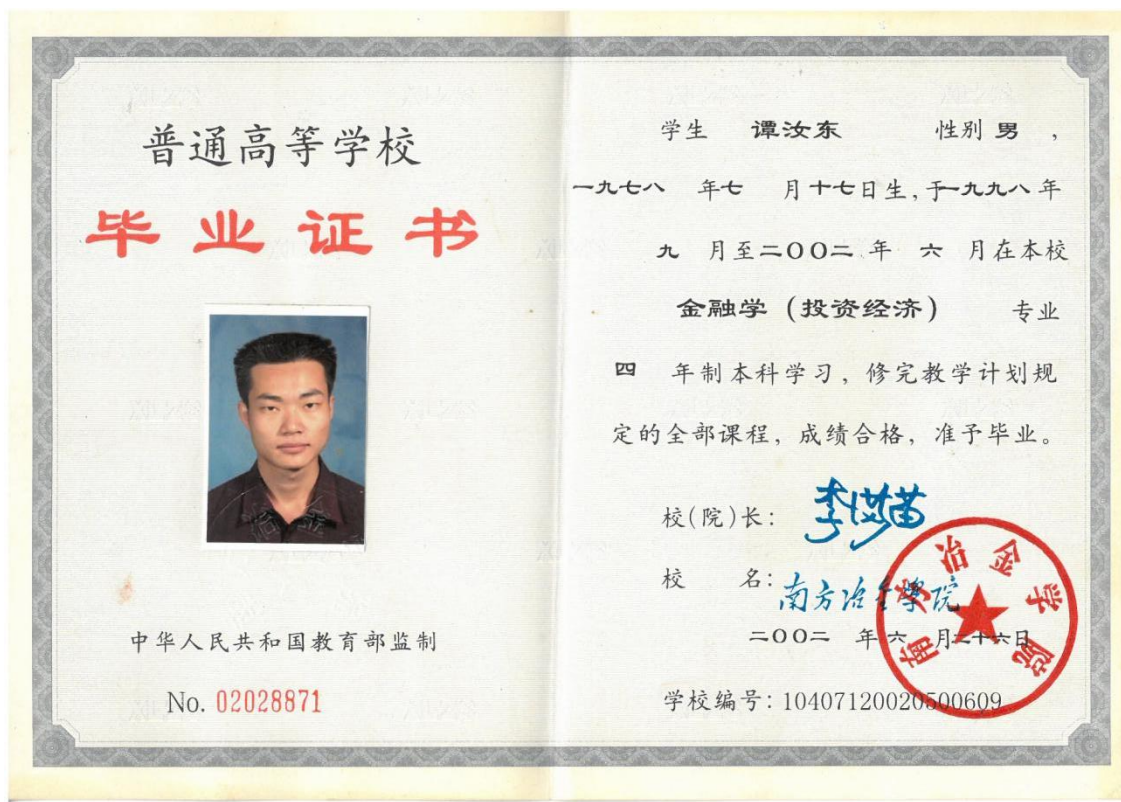 普通高等学校
毕业证书
中华人民共和国教育部监制
No. 02028871
学生 谭汝东 性别 男 ,
一九七八 年七 月十七日生,于一九九八年
九 月至二〇〇二 年 六 月在本校
金融学 (投资经济) 专业
四 年制本科学习, 修完教学计划规
定的全部课程, 成绩合格, 准予毕业。
校(院)长:
校 名: 南方冶金学院
二〇〇二 年六 月二十六日
学校编号: 10407120020500609
南方冶金学院